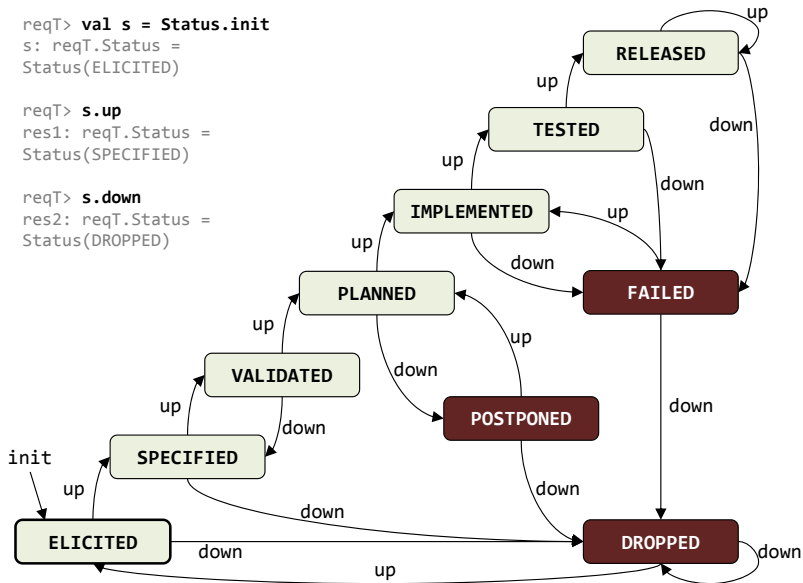 reqT> val s = Status.init
s: reqT.Status =
Status(ELICITED)
reqT> s.up
res1: reqT.Status =
Status(SPECIFIED)
reqT> s.down
res2: reqT.Status =
Status(DROPPED)
up
RELEASED
up
down
TESTED
up
down
IMPLEMENTED
up
up
down
PLANNED
FAILED
up
up
down
VALIDATED
up
down
POSTPONED
down
SPECIFIED
init
up
down
down
ELICITED
down
DROPPED
down
up